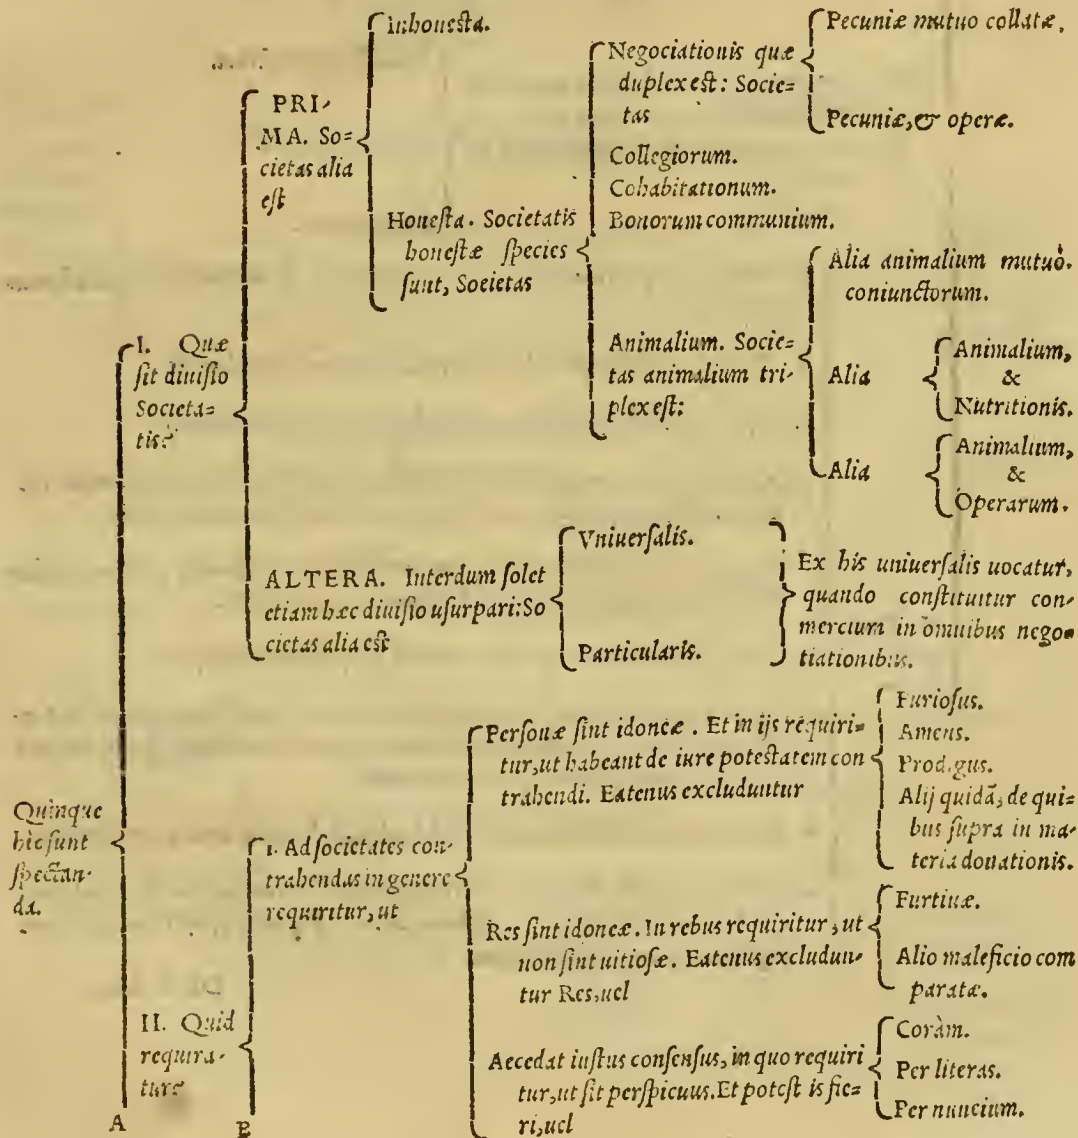 Quinque
hîc sunt
spectan-
da.
I. Quæ
sit diuisio
Societa=
tis?
PRI-
MA. So=
cietas alia
est
Inhonesta.
Honesta. Societatis
honestæ species
sunt, Societas
Negociationis quæ
duplex est: Socie=
tas
Pecuniæ mutuo collatæ.
Pecuniæ, & operæ.
Collegiorum.
Cohabitationum.
Bonorum communium.
Animalium. Socie=
tas animalium tri-
plex est:
Alia animalium mutuò
coniunctorum.
Alia
Animalium,
&
Nutritionis.
Alia
Animalium,
&
Operarum.
ALTERA. Interdum solet
etiam hæc diuisio usurpari: So
cietas alia est
Vniuersalis.
Particularis.
Ex his uniuersalis uocatur,
quando constituitur con-
mercium in omnibus nego-
tiationibus.
II. Quid
requira-
tur?
1. Ad societates con-
trahendas in genere
requiritur, ut
Personæ sint idoneæ. Et in ijs requiri=
tur, ut habeant de iure potestatem con
trahendi. Eatenus excluduntur
Furiosus.
Amens.
Prodigus.
Alij quidã, de qui-
bus supra in ma-
teria donationis.
Res sint idoneæ. In rebus requiritur, ut
non sint uitiosæ. Eatenus excludun-
tur Res, uel
Furtiuæ.
Alio maleficio com
paratæ.
Accedat iustus consensus, in quo requiri
tur, ut sit perspicuus. Et potest is fie=
ri, uel
Coràm.
Per literas.
Per nuncium.
A B